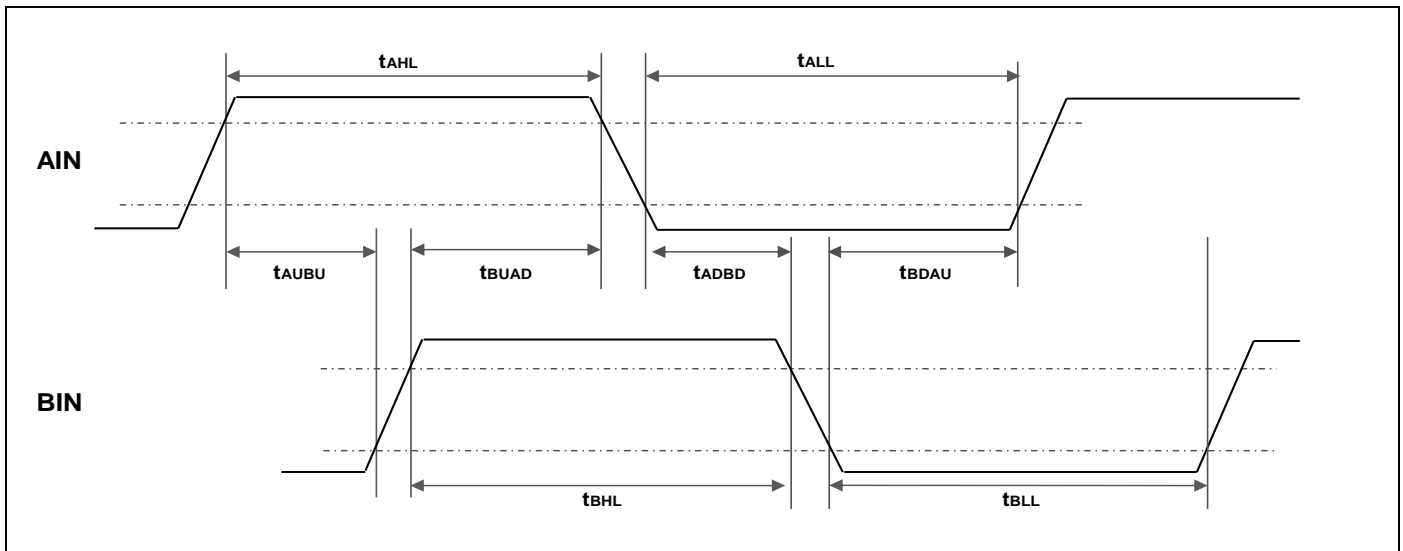 tAHL tALL
AIN
tAUBU tBUAD tADBD tBDAU
BIN
tBHL tBLL